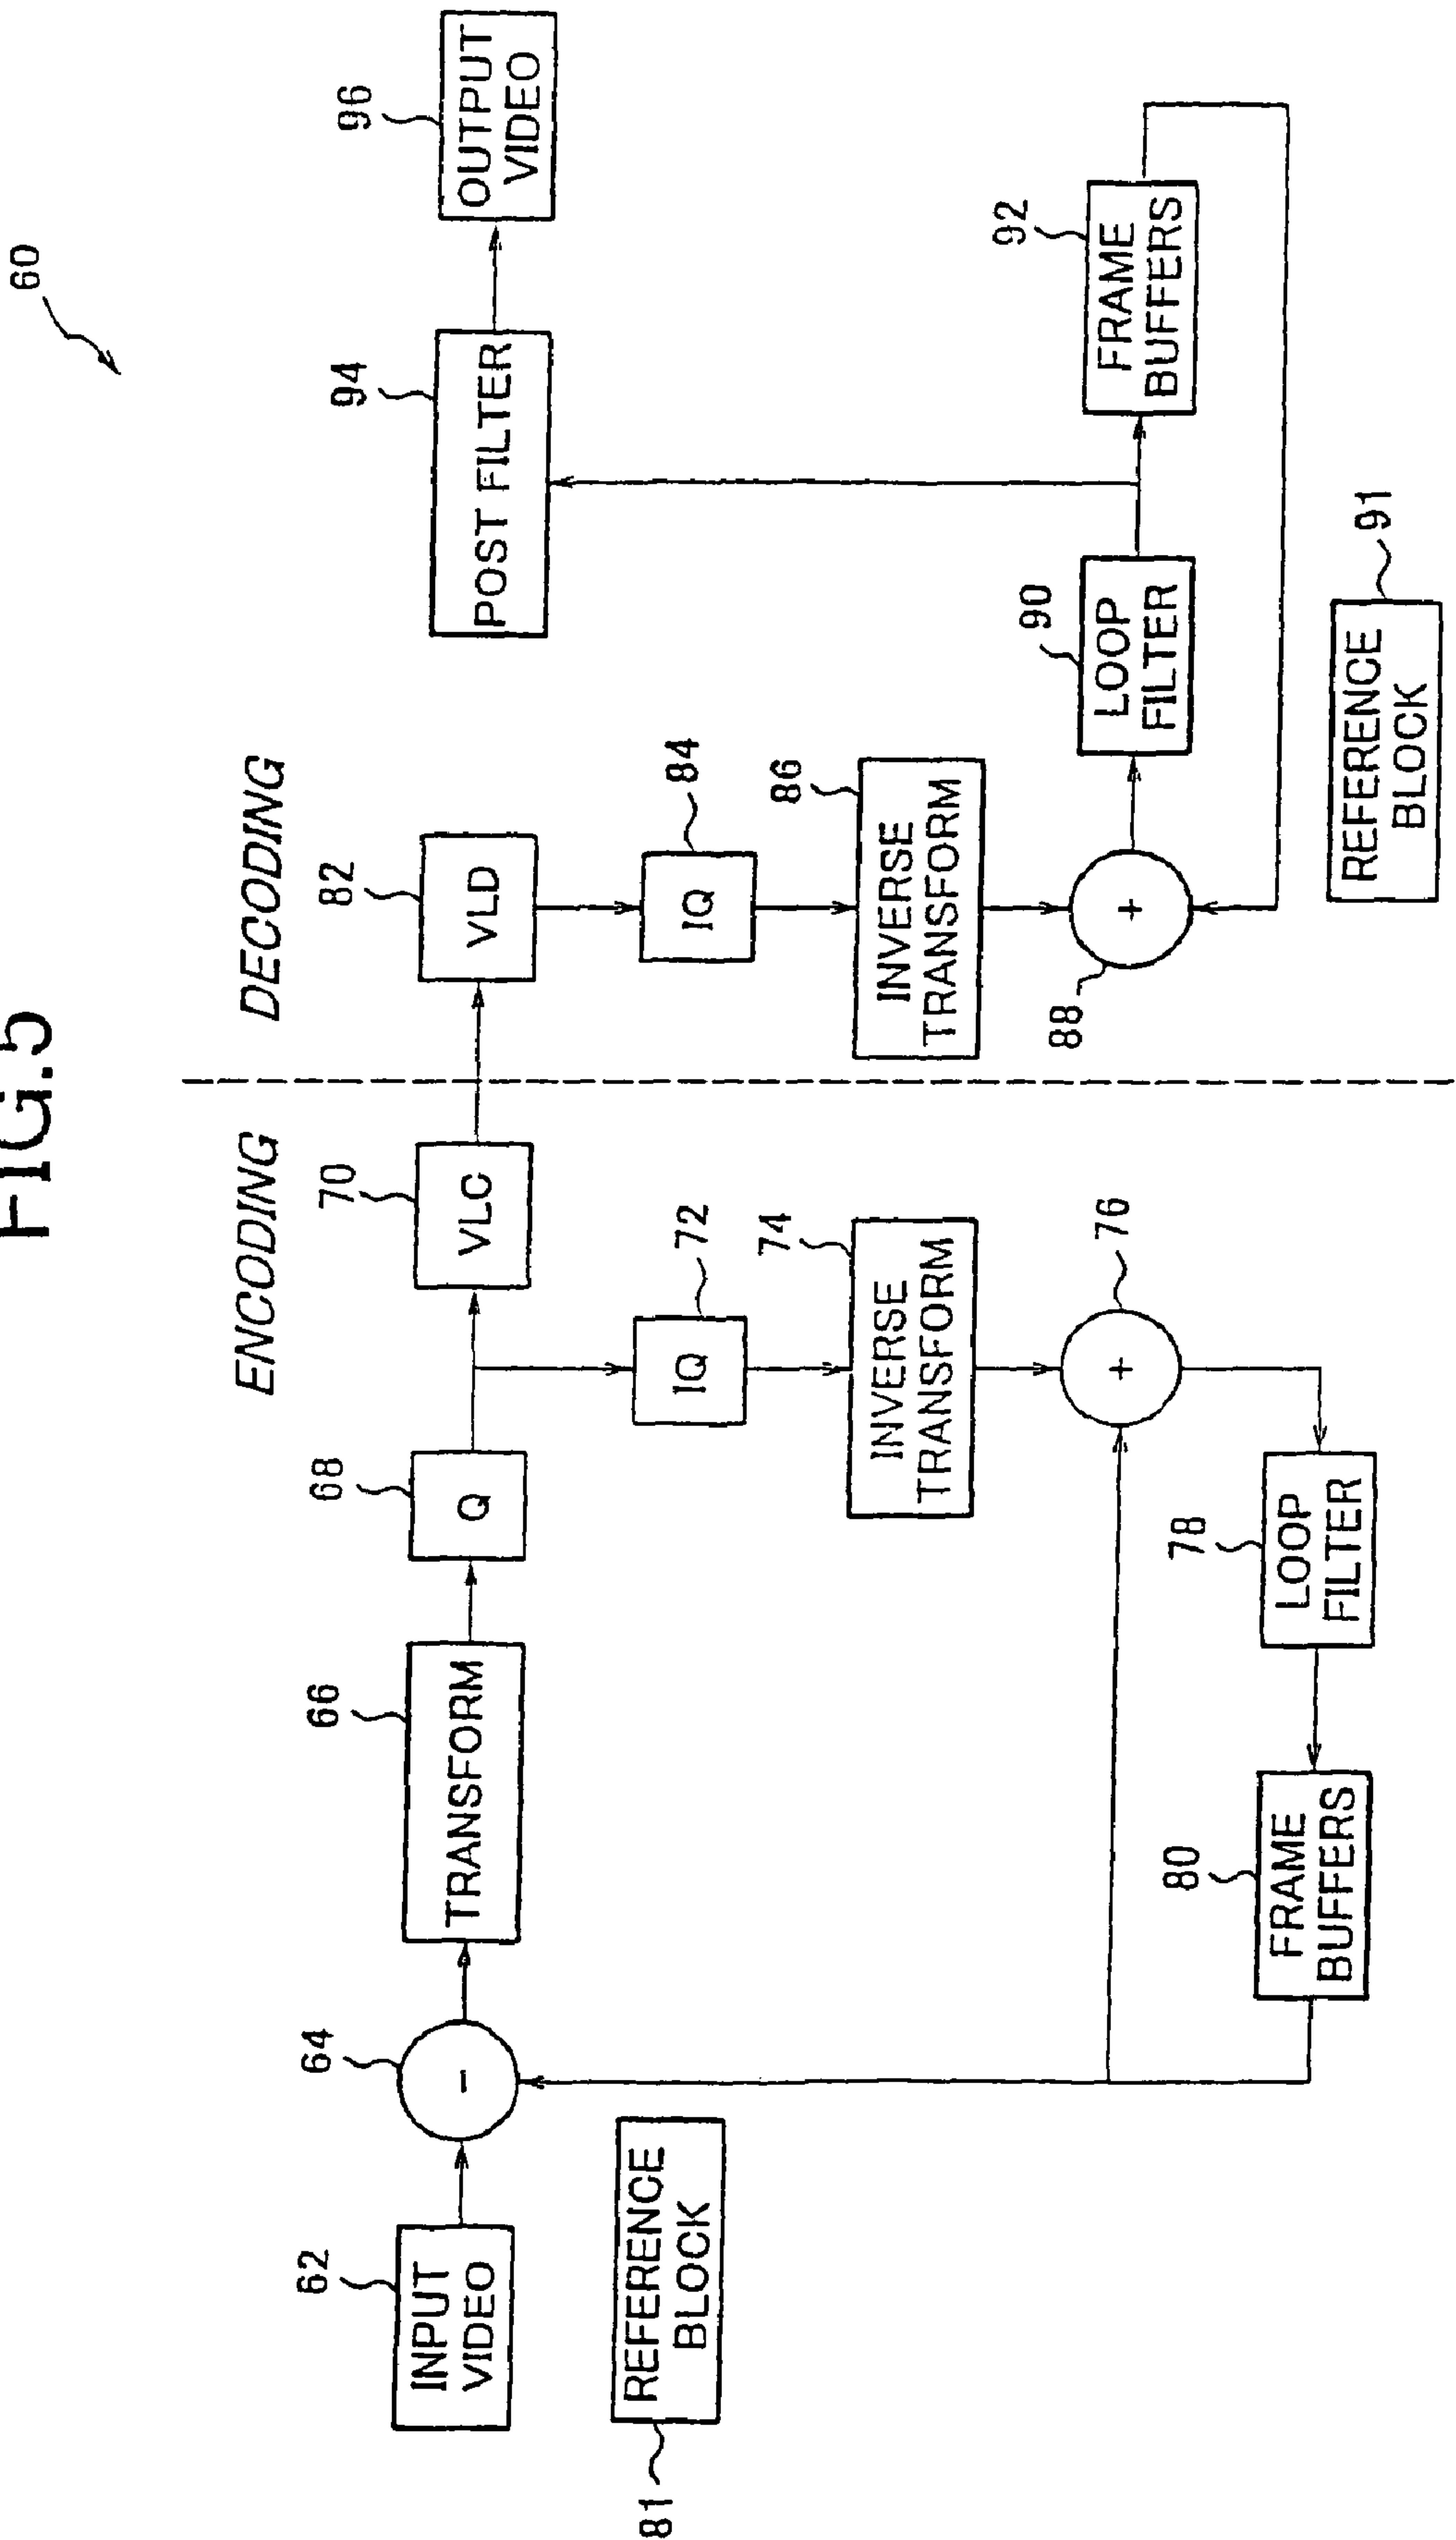 FIG.5
60
ENCODING
DECODING
62
INPUT
VIDEO
64
-
66
TRANSFORM
68
Q
70
VLC
82
VLD
94
POST FILTER
96
OUTPUT
VIDEO
81
REFERENCE
BLOCK
72
IQ
84
IQ
74
INVERSE
TRANSFORM
86
INVERSE
TRANSFORM
76
+
88
+
90
LOOP
FILTER
92
FRAME
BUFFERS
80
FRAME
BUFFERS
78
LOOP
FILTER
REFERENCE
BLOCK
91